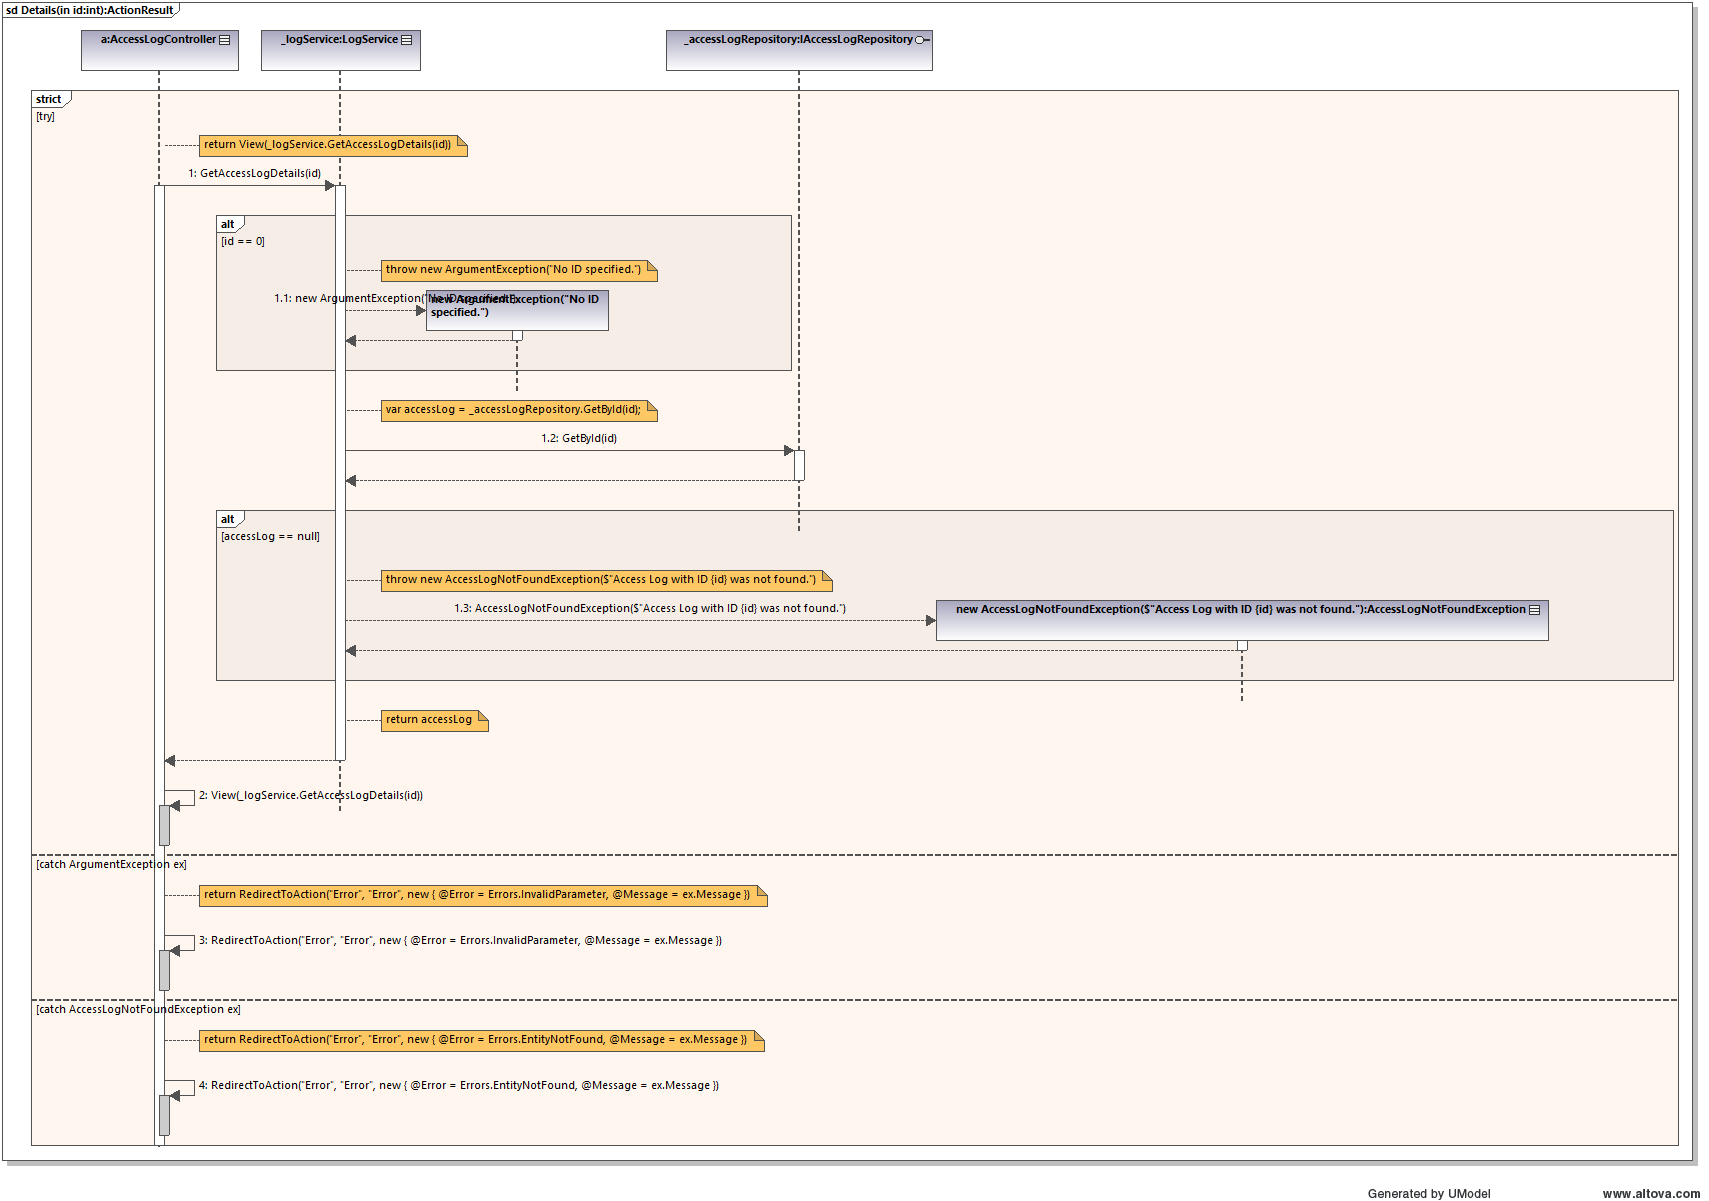 sd Details(in id:int):ActionResult
a:AccessLogController
_logService:LogService
_accessLogRepository:IAccessLogRepository
strict
[try]
return View(_logService.GetAccessLogDetails(id))
1: GetAccessLogDetails(id)
alt
[id == 0]
throw new ArgumentException("No ID specified.")
1.1: new ArgumentException("No ID specified.")
new ArgumentException("No ID
specified.")
var accessLog = _accessLogRepository.GetById(id);
1.2: GetById(id)
alt
[accessLog == null]
throw new AccessLogNotFoundException($"Access Log with ID {id} was not found.")
1.3: AccessLogNotFoundException($"Access Log with ID {id} was not found.")
new AccessLogNotFoundException($"Access Log with ID {id} was not found."):AccessLogNotFoundException
return accessLog
2: View(_logService.GetAccessLogDetails(id))
[catch ArgumentException ex]
return RedirectToAction("Error", "Error", new { @Error = Errors.InvalidParameter, @Message = ex.Message })
3: RedirectToAction("Error", "Error", new { @Error = Errors.InvalidParameter, @Message = ex.Message })
[catch AccessLogNotFoundException ex]
return RedirectToAction("Error", "Error", new { @Error = Errors.EntityNotFound, @Message = ex.Message })
4: RedirectToAction("Error", "Error", new { @Error = Errors.EntityNotFound, @Message = ex.Message })
Generated by UModel
www.altova.com